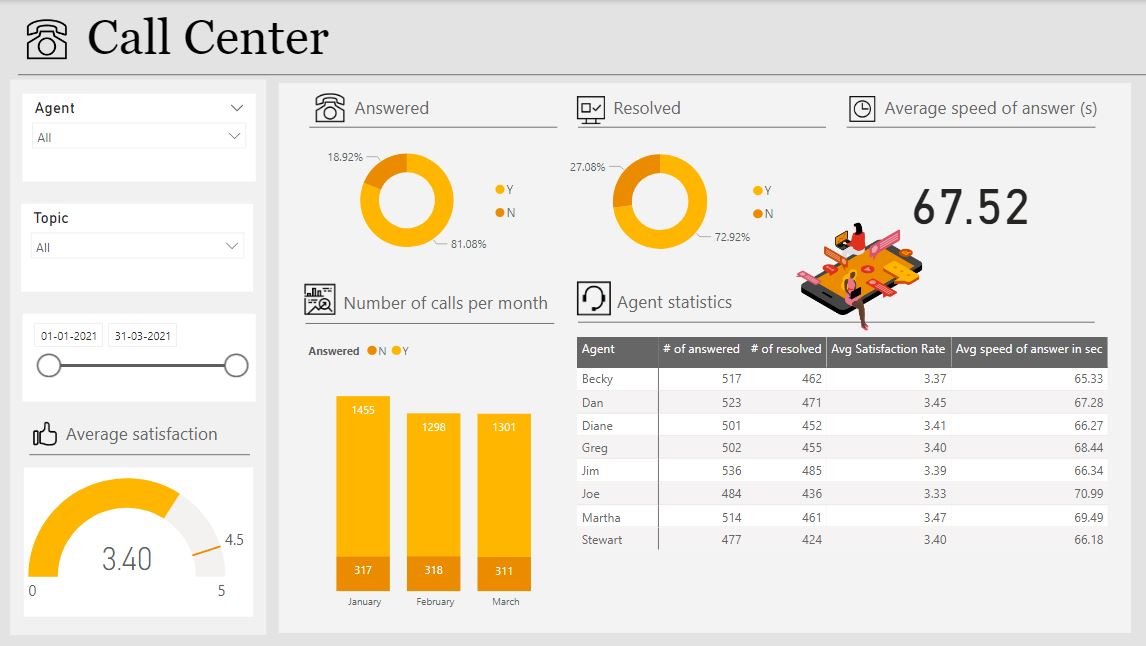 Call Center
Agent
All
Topic
All
01-01-2021 31-03-2021
Average satisfaction
3.40
4.5
0 5
Answered
18.92%
81.08%
Y
N
Resolved
27.08%
72.92%
Y
N
Average speed of answer (s)
67.52
Number of calls per month
Answered N Y
1455 1298 1301
317 318 311
January February March
Agent statistics
Agent # of answered # of resolved Avg Satisfaction Rate Avg speed of answer in sec
Becky 517 462 3.37 65.33
Dan 523 471 3.45 67.28
Diane 501 452 3.41 66.27
Greg 502 455 3.40 68.44
Jim 536 485 3.39 66.34
Joe 484 436 3.33 70.99
Martha 514 461 3.47 69.49
Stewart 477 424 3.40 66.18